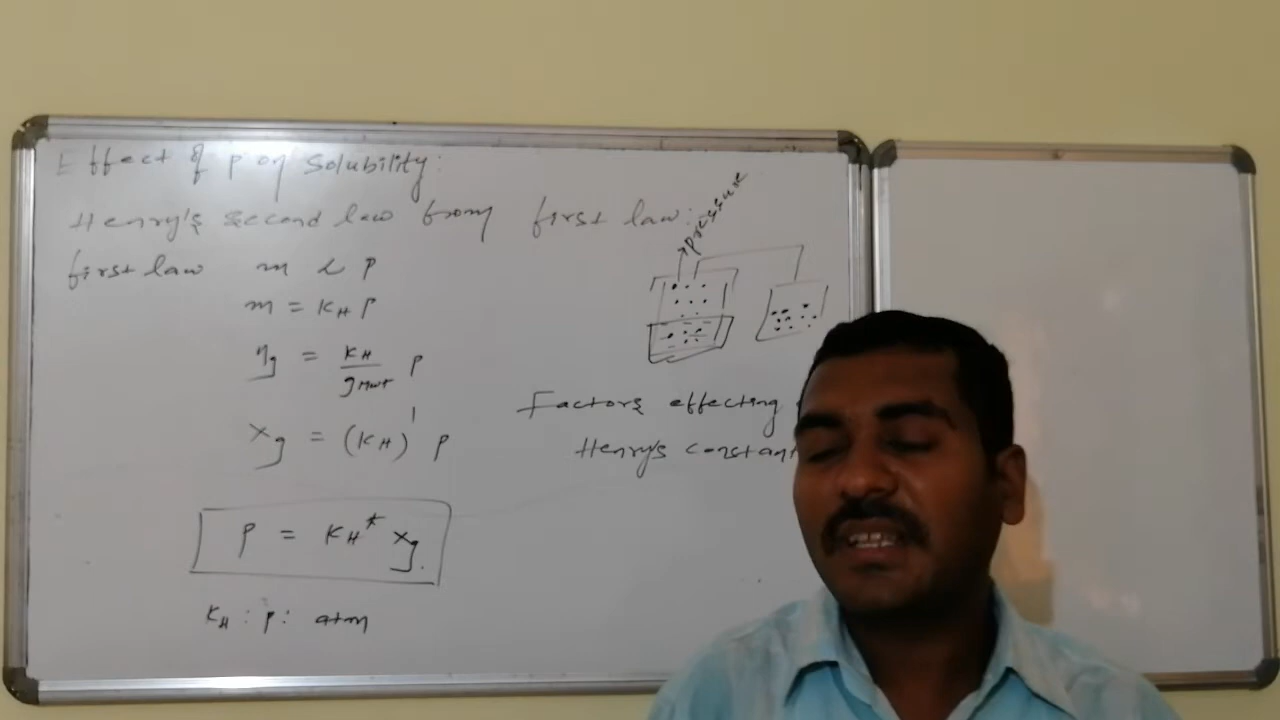 Effect of P on Solubility:
Henry's second law from first law:
first law m ∝ P
m = KH P
ng = KH/gMwt P
xg = (KH)' P
P = KH* xg.
KH : P : atm
pressure
Factors effecting
Henry's constant